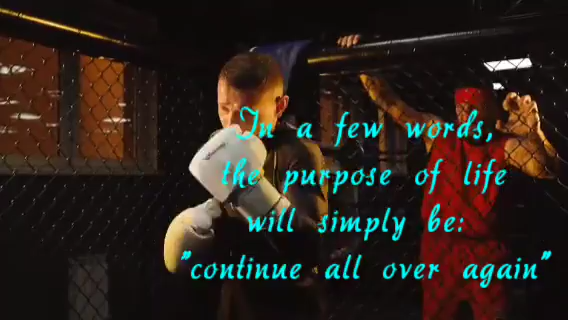 In a few words,
the purpose of life
will simply be:
"continue all over again"